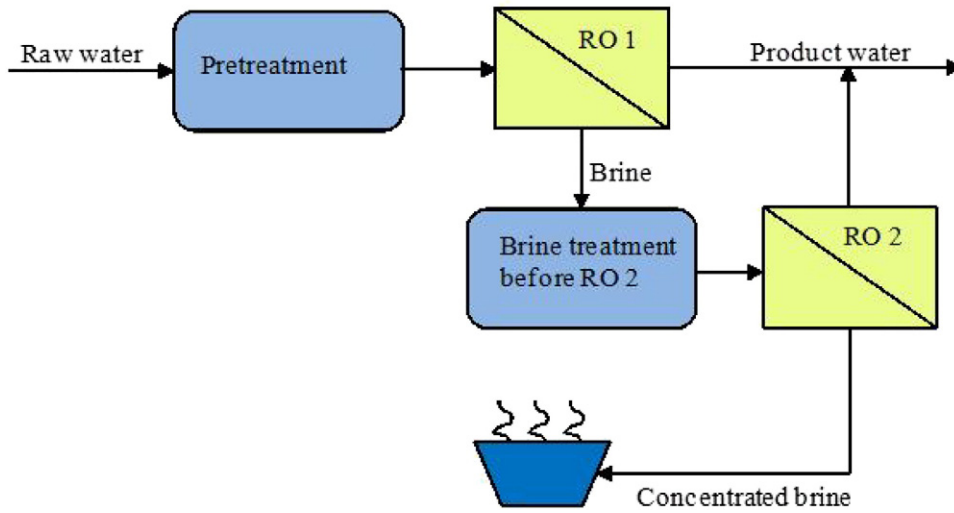 Raw water
Pretreatment
RO 1
Product water
Brine
Brine treatment
before RO 2
RO 2
Concentrated brine